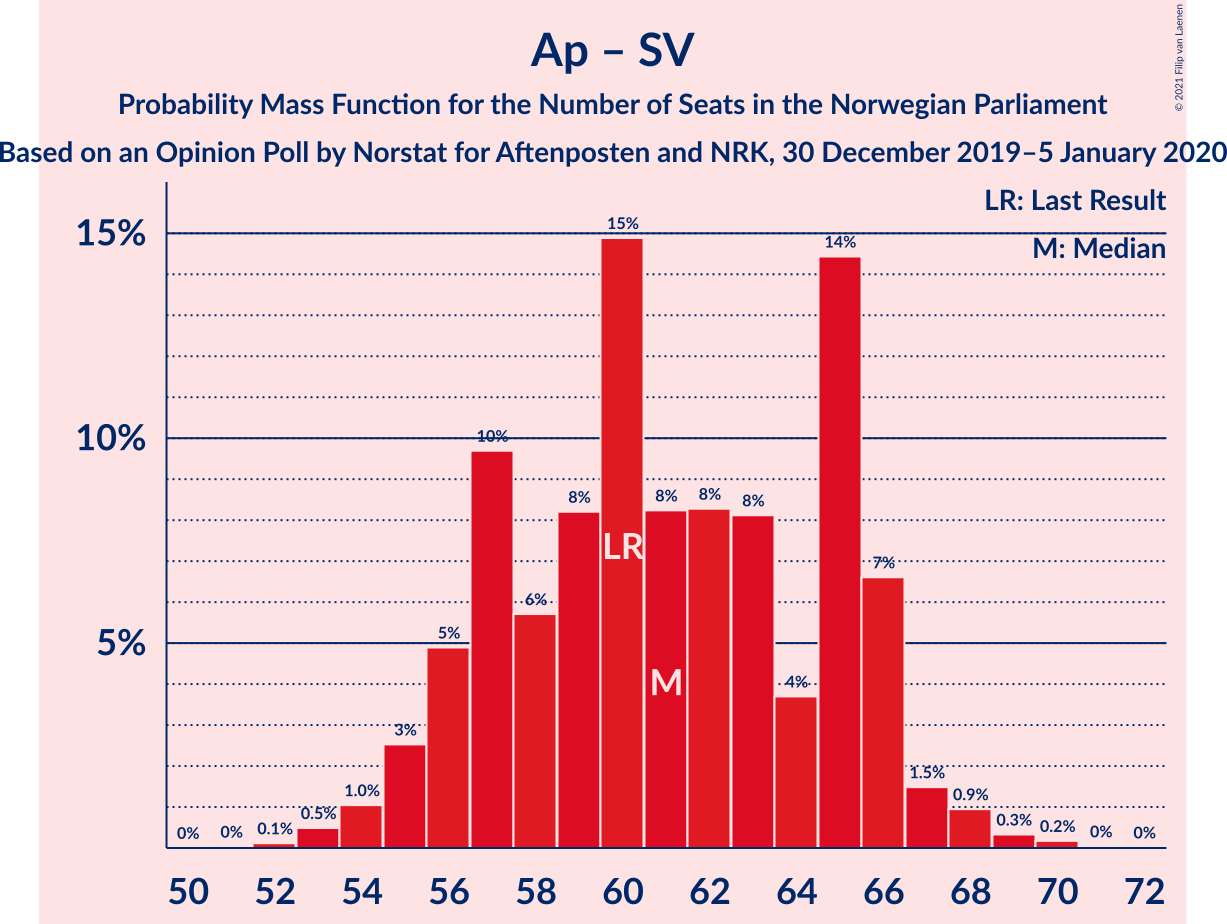 Ap – SV
Probability Mass Function for the Number of Seats in the Norwegian Parliament
Based on an Opinion Poll by Norstat for Aftenposten and NRK, 30 December 2019–5 January 2020
© 2021 Filip van Laenen
LR: Last Result
M: Median
15%
10%
5%
0%
0%
0.1%
0.5%
1.0%
3%
5%
10%
6%
8%
15%
8%
8%
8%
4%
14%
7%
1.5%
0.9%
0.3%
0.2%
0%
0%
LR
M
50 52 54 56 58 60 62 64 66 68 70 72